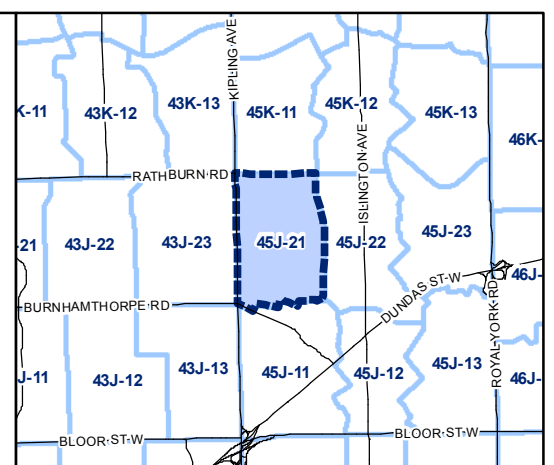 KIPLING AVE
43K-13
45K-12
K-11
43K-12
45K-11
45K-13
46K-
RATHBURN RD
ISLINGTON AVE
-21
43J-22
43J-23
45J-21
45J-22
45J-23
46J-
DUNDAS ST W
BURNHAMTHORPE RD
ROYAL YORK RD
J-11
43J-12
43J-13
45J-11
45J-12
45J-13
46J-
BLOOR ST W
BLOOR ST W